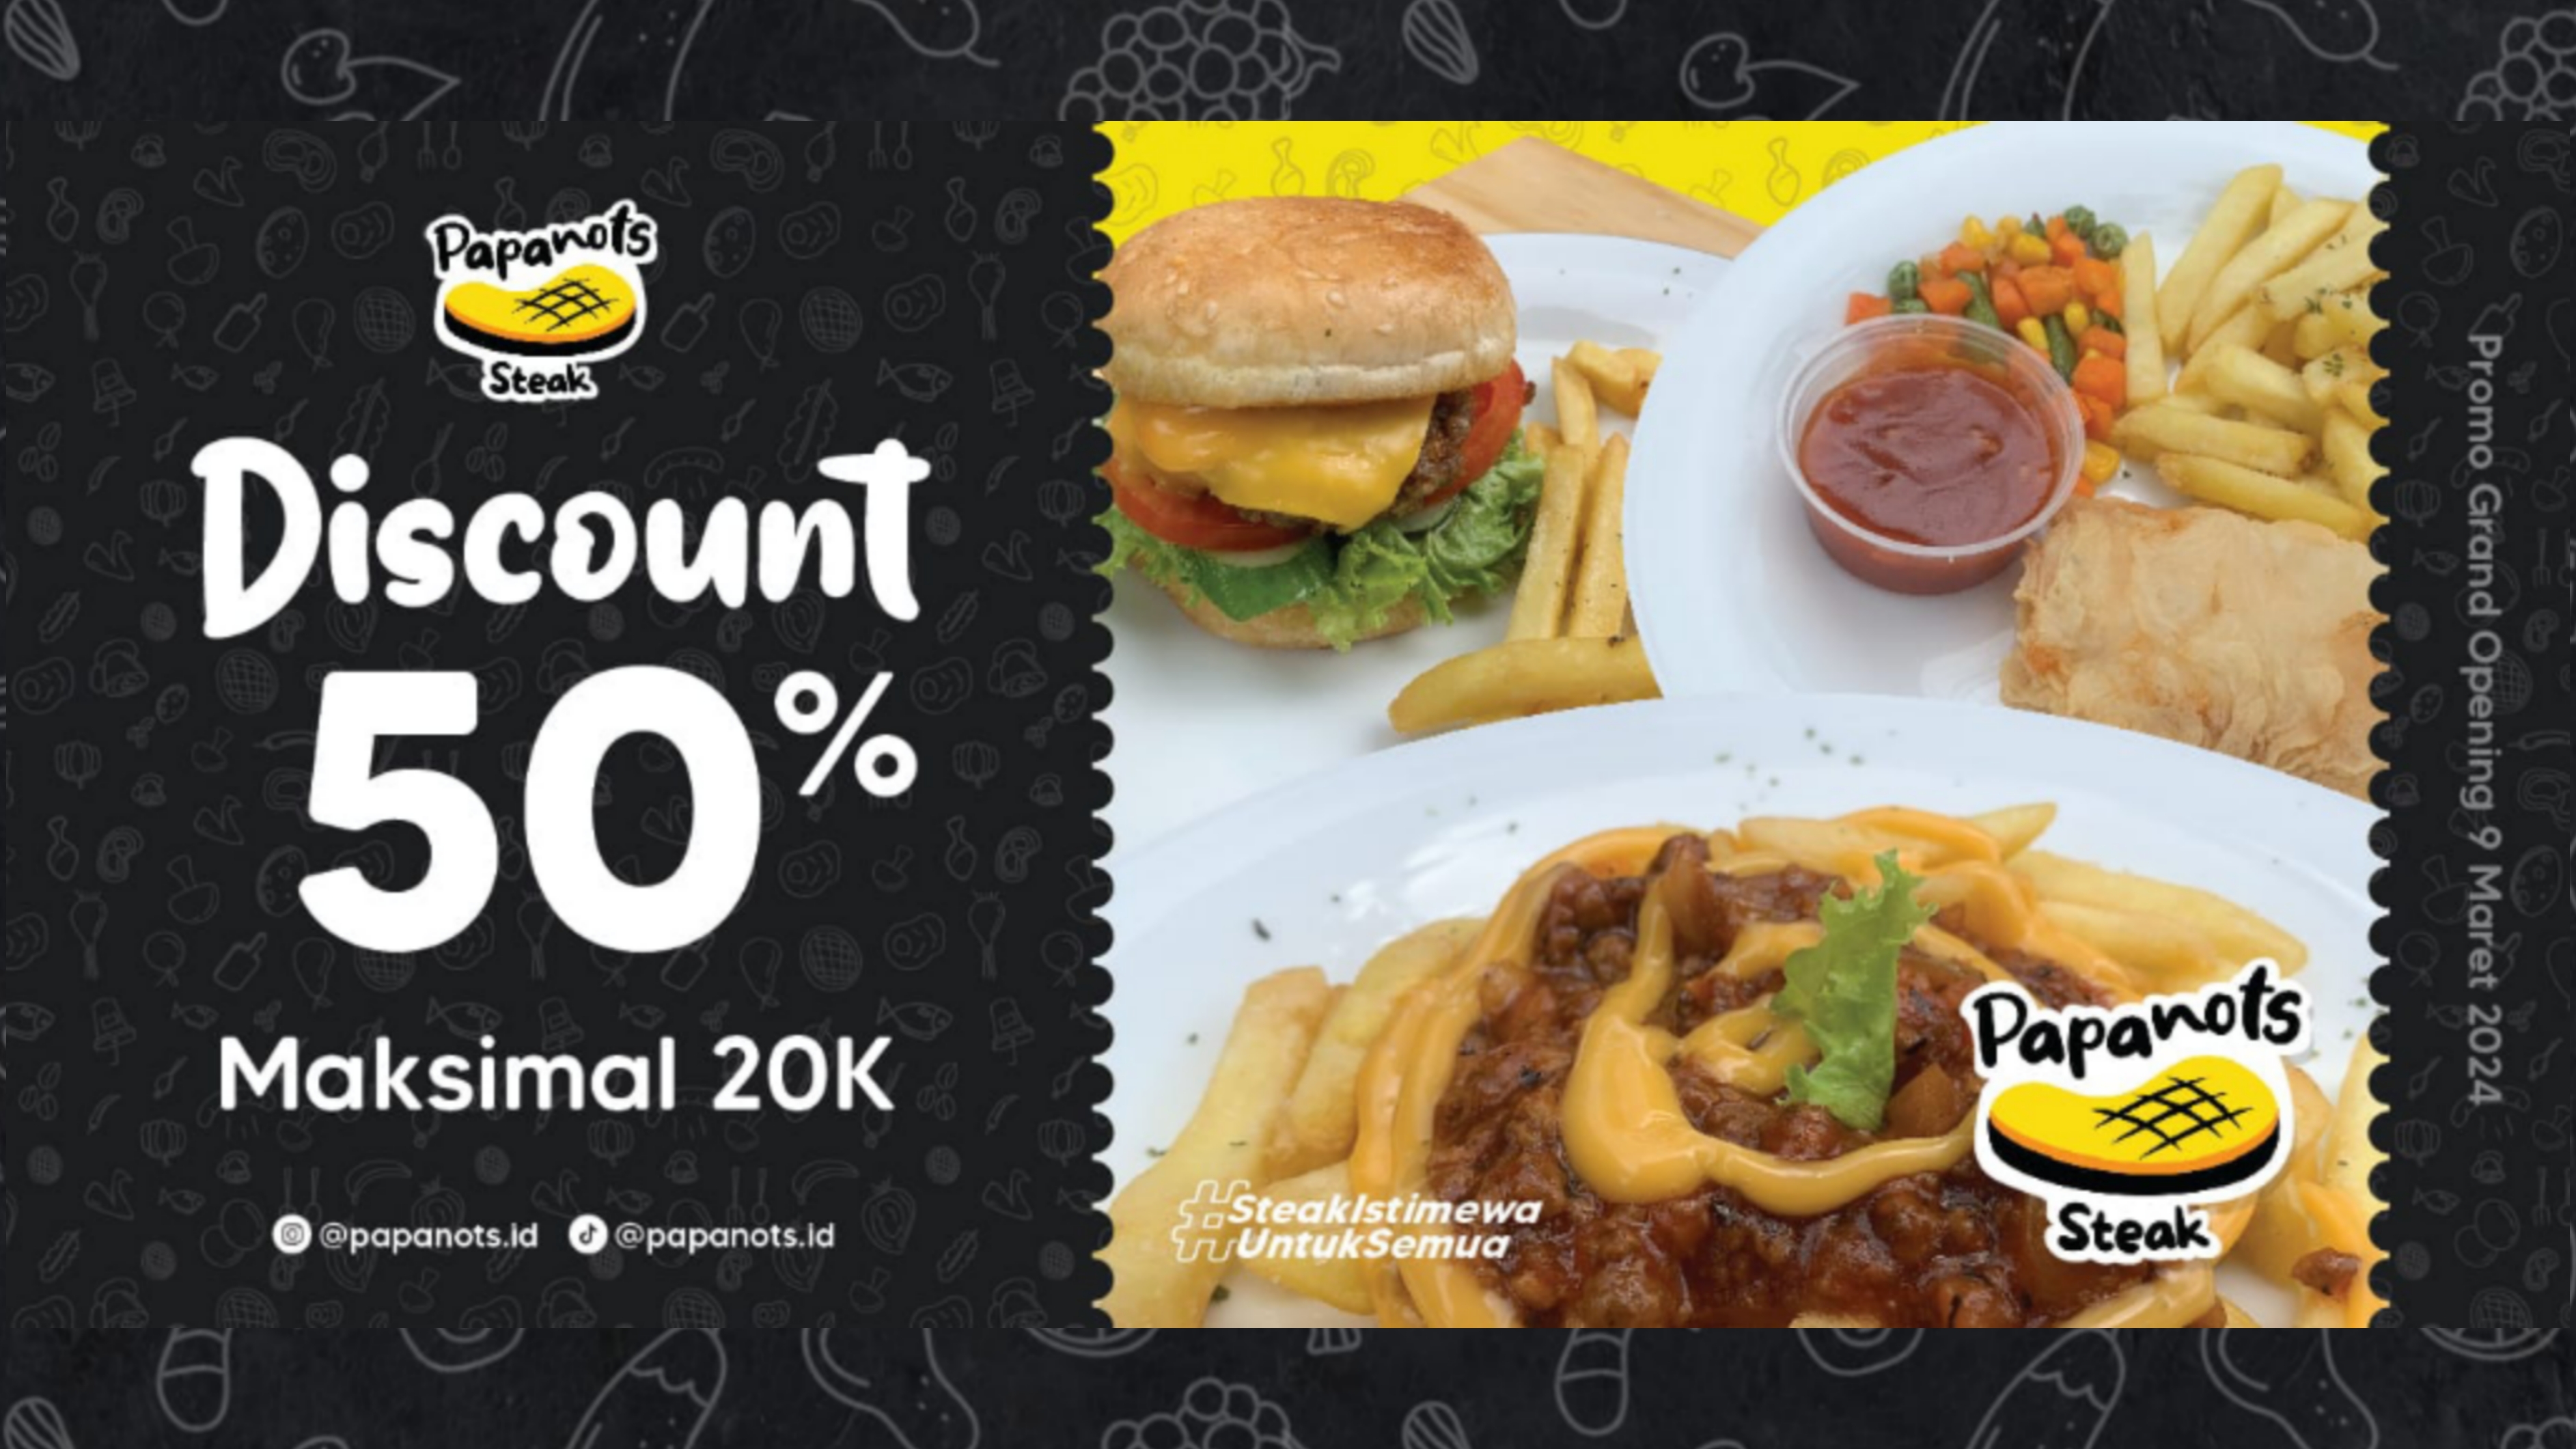 Papanots
Steak
Discount
50%
Maksimal 20K
@papanots.id @papanots.id
#SteakIstimewa
UntukSemua
Papanots
Steak
Promo Grand Opening 9 Maret 2024